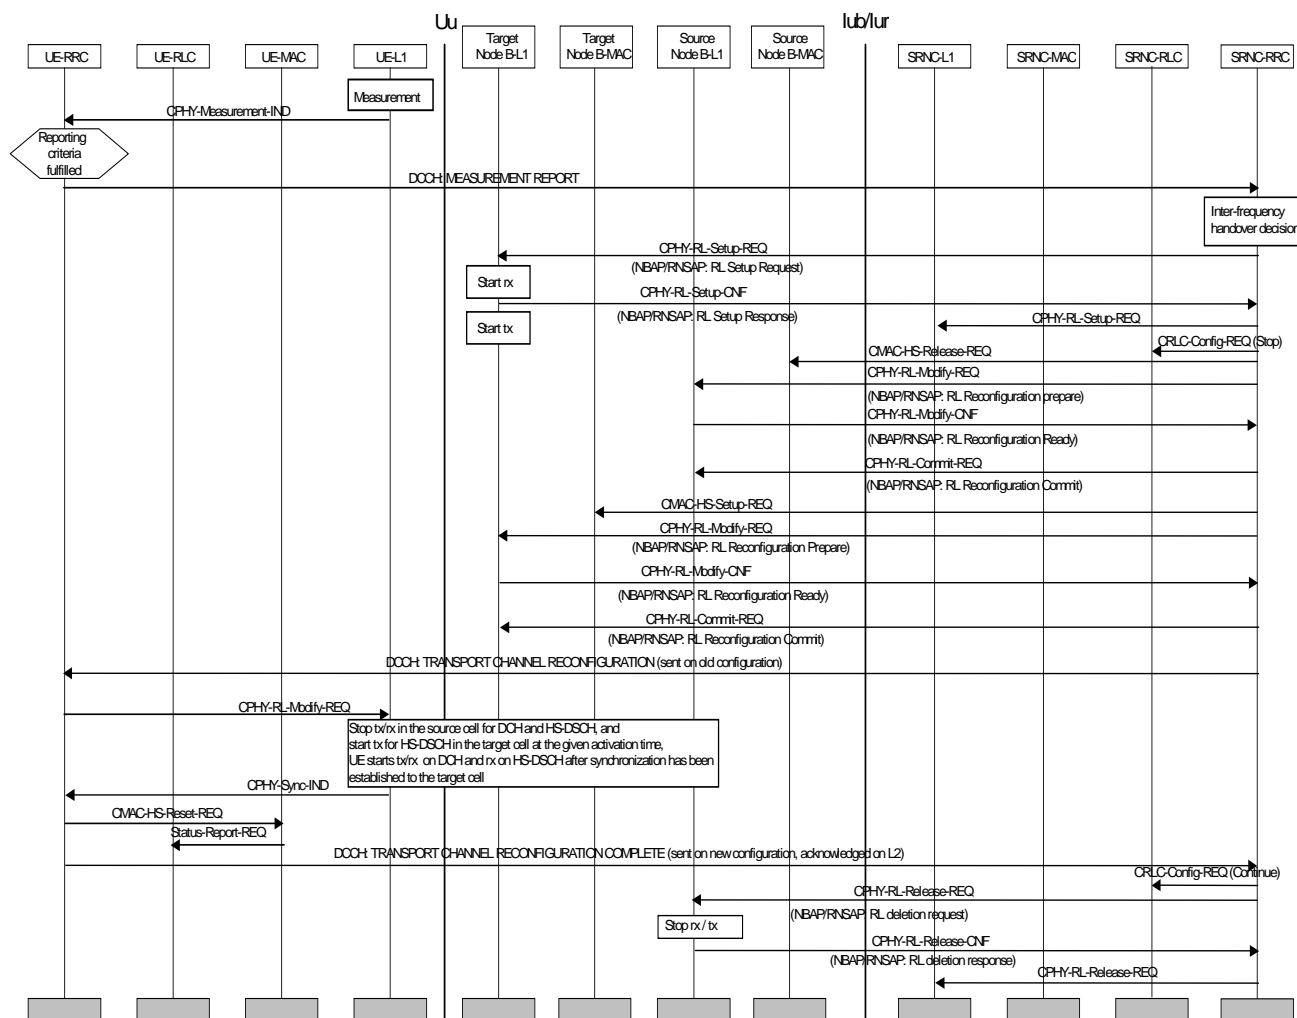 Uu
Iub/Iur
UE-RRC
UE-RLC
UE-MAC
UE-L1
Target
Node B-L1
Target
Node B-MAC
Source
Node B-L1
Source
Node B-MAC
SRNC-L1
SRNC-MAC
SRNC-RLC
SRNC-RRC
Measurement
CPHY-Measurement-IND
Reporting
criteria
fulfilled
DCCH: MEASUREMENT REPORT
Inter-frequency
handover decision
CPHY-RL-Setup-REQ
(NBAP/RNSAP: RL Setup Request)
Start rx
CPHY-RL-Setup-CNF
(NBAP/RNSAP: RL Setup Response)
Start tx
CPHY-RL-Setup-REQ
CRLC-Config-REQ (Stop)
CMAC-HS-Release-REQ
CPHY-RL-Modify-REQ
(NBAP/RNSAP: RL Reconfiguration prepare)
CPHY-RL-Modify-CNF
(NBAP/RNSAP: RL Reconfiguration Ready)
CPHY-RL-Commit-REQ
(NBAP/RNSAP: RL Reconfiguration Commit)
CMAC-HS-Setup-REQ
CPHY-RL-Modify-REQ
(NBAP/RNSAP: RL Reconfiguration Prepare)
CPHY-RL-Modify-CNF
(NBAP/RNSAP: RL Reconfiguration Ready)
CPHY-RL-Commit-REQ
(NBAP/RNSAP: RL Reconfiguration Commit)
DCCH: TRANSPORT CHANNEL RECONFIGURATION (sent on old configuration)
CPHY-RL-Modify-REQ
Stop tx/rx in the source cell for DCH and HS-DSCH, and
start tx for HS-DSCH in the target cell at the given activation time,
UE starts tx/rx on DCH and rx on HS-DSCH after synchronization has been
established to the target cell
CPHY-Sync-IND
CMAC-HS-Reset-REQ
Status-Report-REQ
DCCH: TRANSPORT CHANNEL RECONFIGURATION COMPLETE (sent on new configuration, acknowledged on L2)
CRLC-Config-REQ (Continue)
CPHY-RL-Release-REQ
(NBAP/RNSAP: RL deletion request)
Stop rx / tx
CPHY-RL-Release-CNF
(NBAP/RNSAP: RL deletion response)
CPHY-RL-Release-REQ